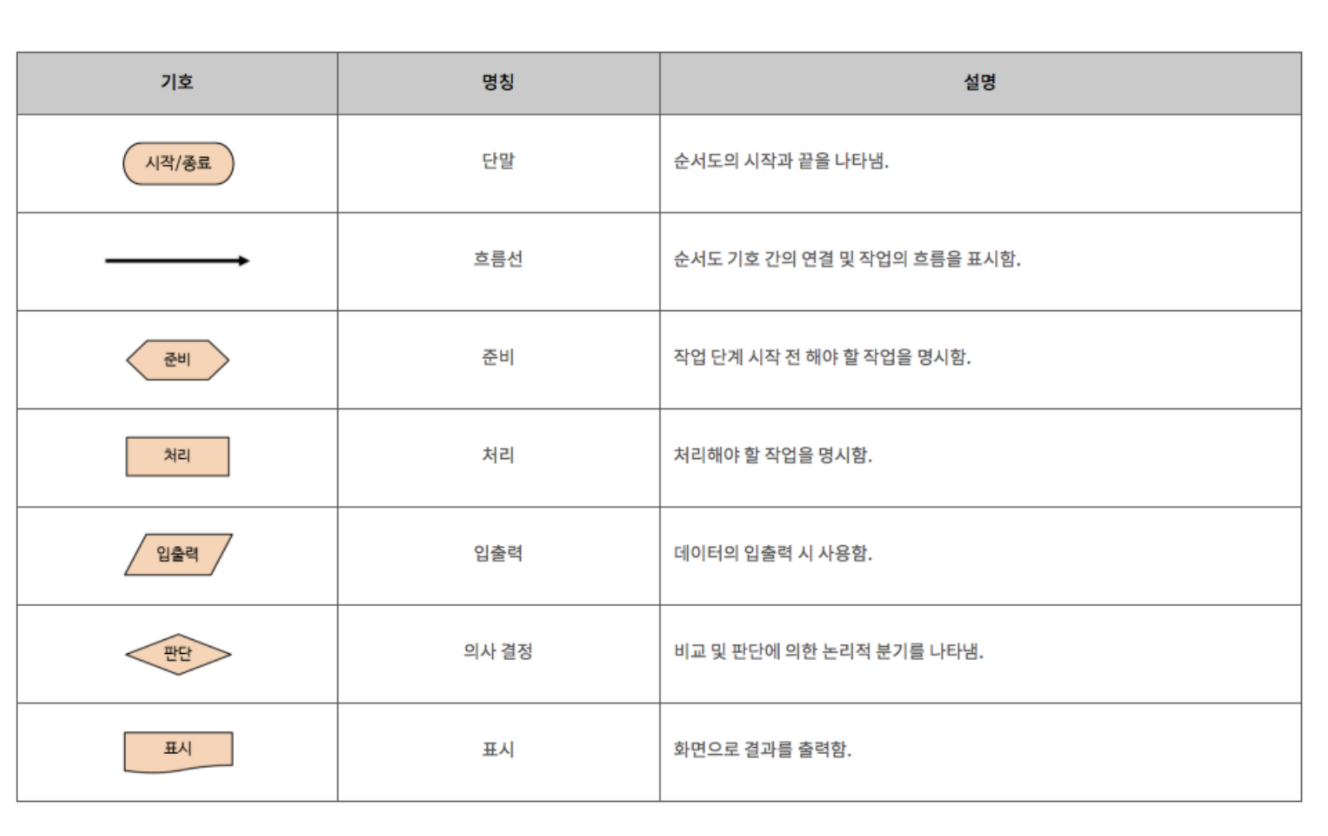 기호 명칭 설명
시작/종료 단말 순서도의 시작과 끝을 나타냄.
흐름선 순서도 기호 간의 연결 및 작업의 흐름을 표시함.
준비 준비 작업 단계 시작 전 해야 할 작업을 명시함.
처리 처리 처리해야 할 작업을 명시함.
입출력 입출력 데이터의 입출력 시 사용함.
판단 의사 결정 비교 및 판단에 의한 논리적 분기를 나타냄.
표시 표시 화면으로 결과를 출력함.